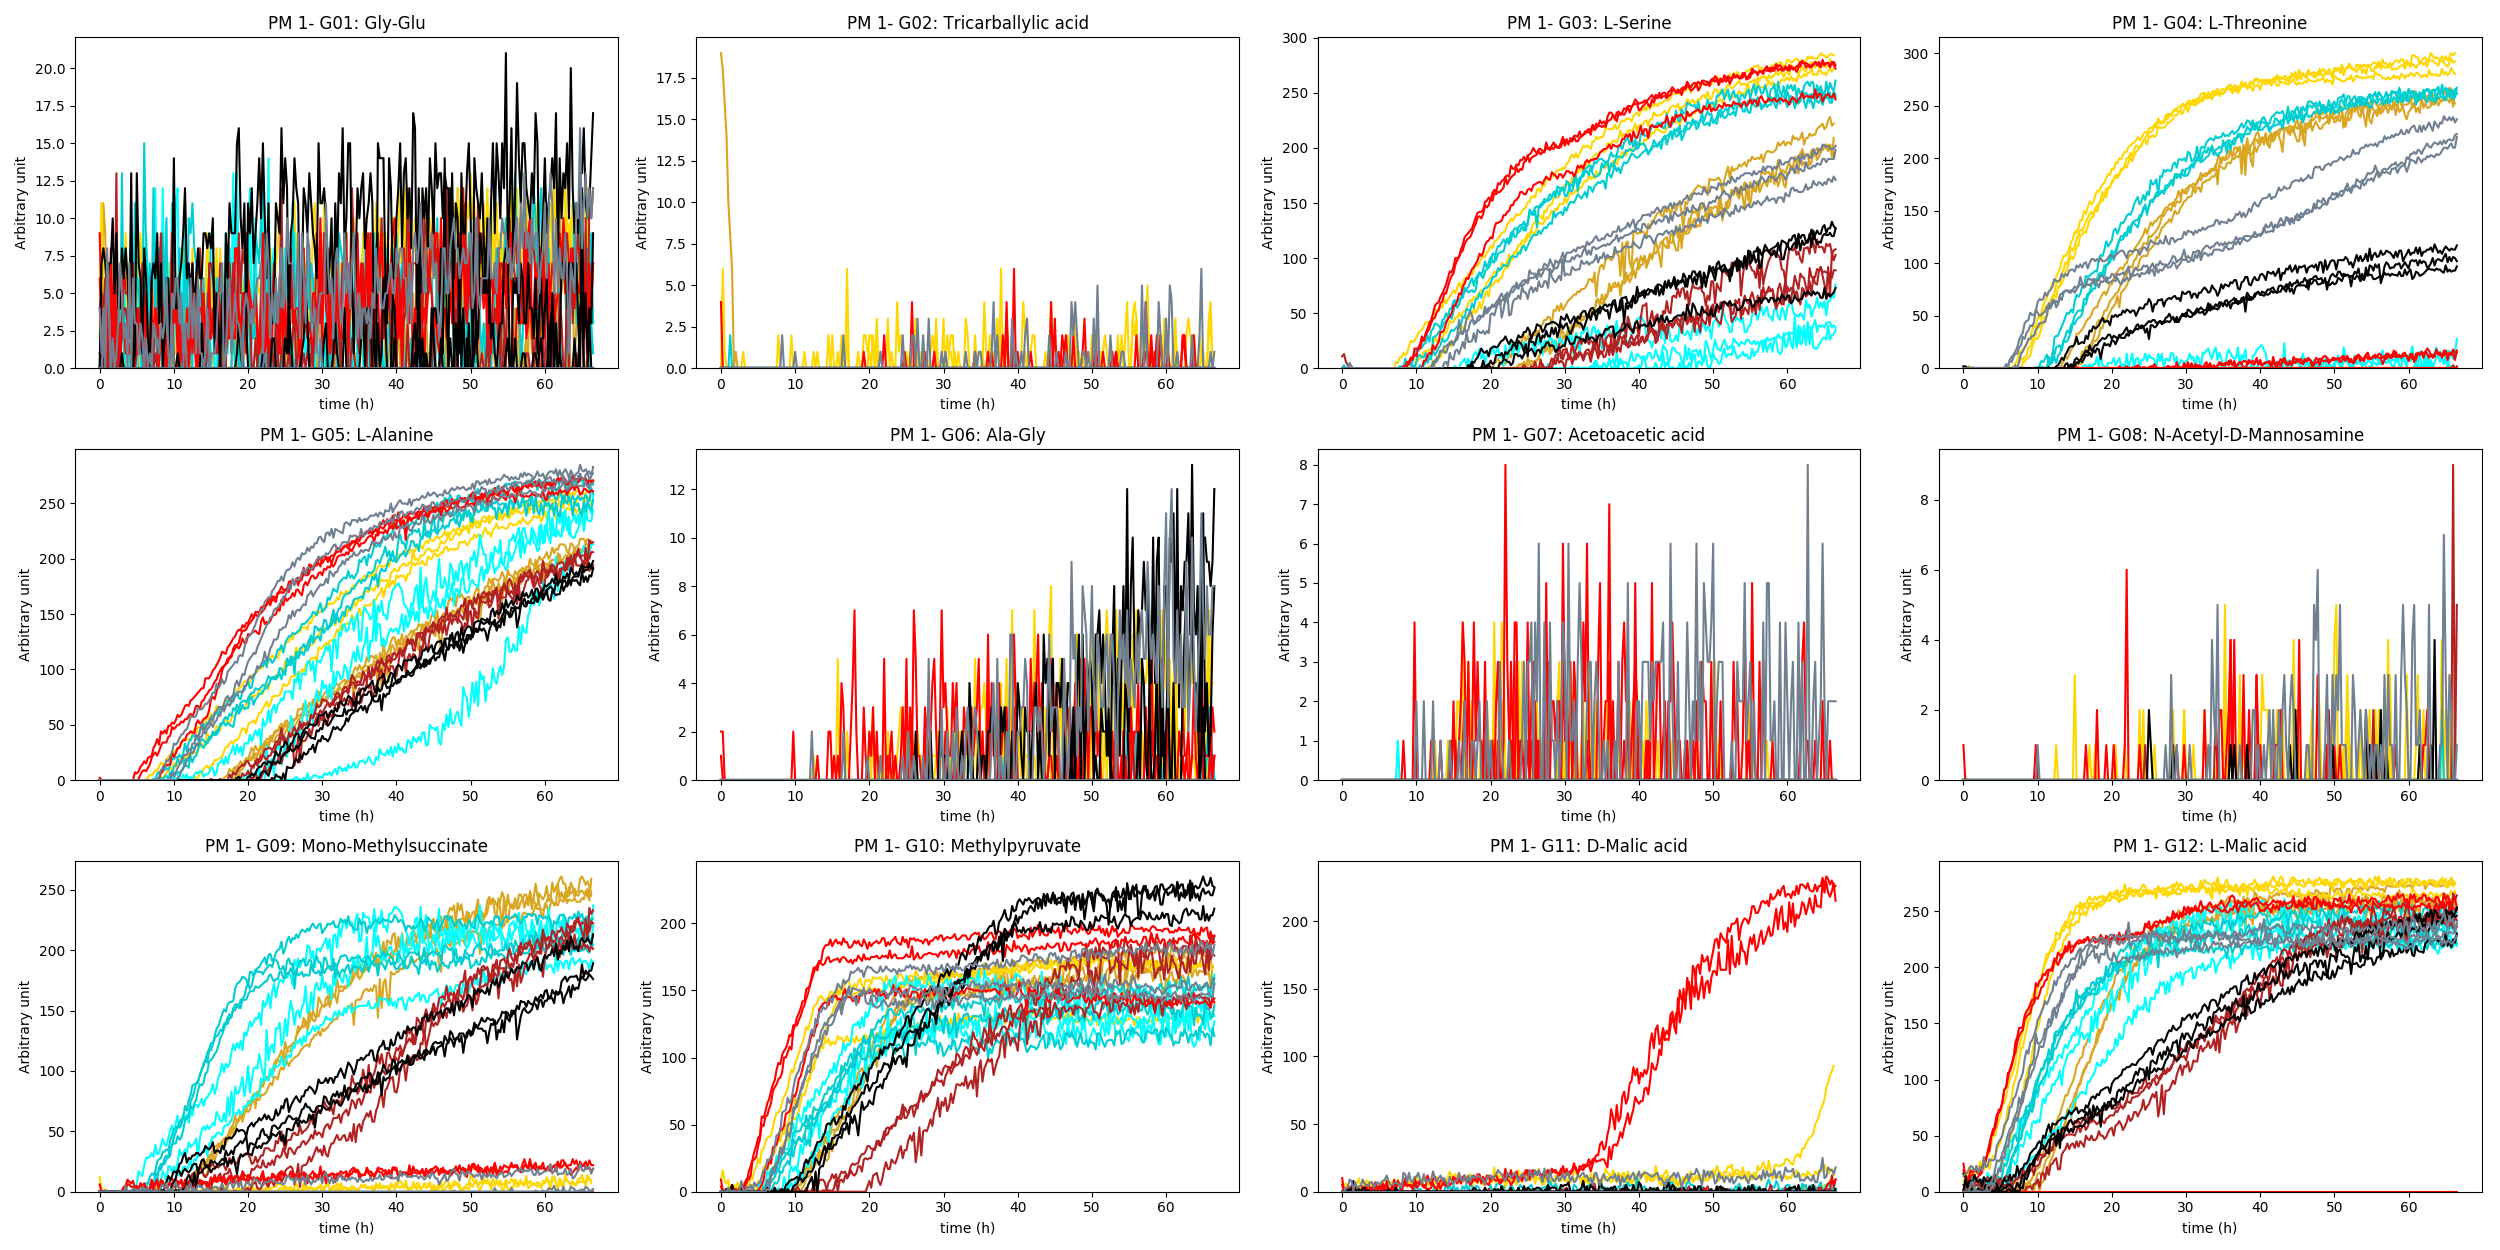 PM 1- G01: Gly-Glu
Arbitrary unit
20.0
17.5
15.0
12.5
10.0
7.5
5.0
2.5
0.0
0 10 20 30 40 50 60
time (h)
PM 1- G02: Tricarballylic acid
Arbitrary unit
17.5
15.0
12.5
10.0
7.5
5.0
2.5
0.0
0 10 20 30 40 50 60
time (h)
PM 1- G03: L-Serine
Arbitrary unit
300
250
200
150
100
50
0
0 10 20 30 40 50 60
time (h)
PM 1- G04: L-Threonine
Arbitrary unit
300
250
200
150
100
50
0
0 10 20 30 40 50 60
time (h)
PM 1- G05: L-Alanine
Arbitrary unit
250
200
150
100
50
0
0 10 20 30 40 50 60
time (h)
PM 1- G06: Ala-Gly
Arbitrary unit
12
10
8
6
4
2
0
0 10 20 30 40 50 60
time (h)
PM 1- G07: Acetoacetic acid
Arbitrary unit
8
7
6
5
4
3
2
1
0
0 10 20 30 40 50 60
time (h)
PM 1- G08: N-Acetyl-D-Mannosamine
Arbitrary unit
8
6
4
2
0
0 10 20 30 40 50 60
time (h)
PM 1- G09: Mono-Methylsuccinate
Arbitrary unit
250
200
150
100
50
0
0 10 20 30 40 50 60
time (h)
PM 1- G10: Methylpyruvate
Arbitrary unit
200
150
100
50
0
0 10 20 30 40 50 60
time (h)
PM 1- G11: D-Malic acid
Arbitrary unit
200
150
100
50
0
0 10 20 30 40 50 60
time (h)
PM 1- G12: L-Malic acid
Arbitrary unit
250
200
150
100
50
0
0 10 20 30 40 50 60
time (h)